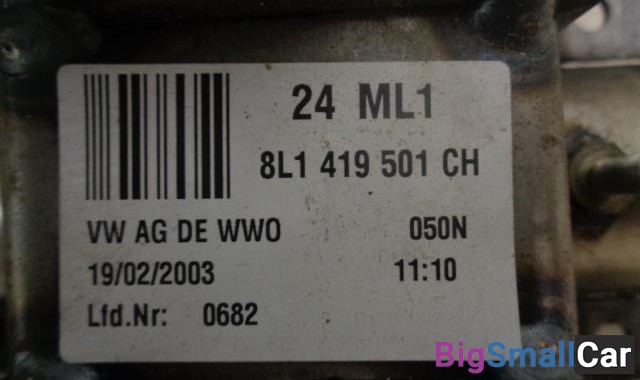 24 ML1
8L1 419 501 CH
VW AG DE WWO 050N
19/02/2003 11:10
Lfd.Nr: 0682
BigSmallCar